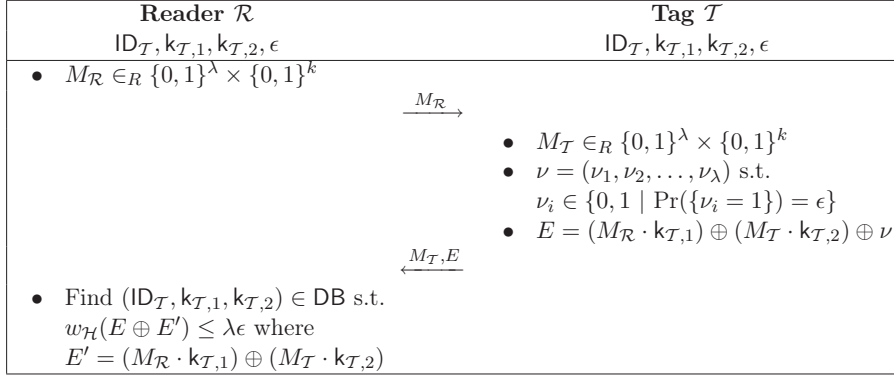 Reader ℛ Tag 𝒯
ID_𝒯, k_{𝒯,1}, k_{𝒯,2}, ϵ ID_𝒯, k_{𝒯,1}, k_{𝒯,2}, ϵ
• M_ℛ ∈_R {0, 1}^λ × {0, 1}^k
M_ℛ
• M_𝒯 ∈_R {0, 1}^λ × {0, 1}^k
• ν = (ν_1, ν_2, . . . , ν_λ) s.t.
ν_i ∈ {0, 1 | Pr({ν_i = 1}) = ϵ}
• E = (M_ℛ · k_{𝒯,1}) ⊕ (M_𝒯 · k_{𝒯,2}) ⊕ ν
M_𝒯, E
• Find (ID_𝒯, k_{𝒯,1}, k_{𝒯,2}) ∈ DB s.t.
w_ℋ(E ⊕ E′) ≤ λϵ where
E′ = (M_ℛ · k_{𝒯,1}) ⊕ (M_𝒯 · k_{𝒯,2})